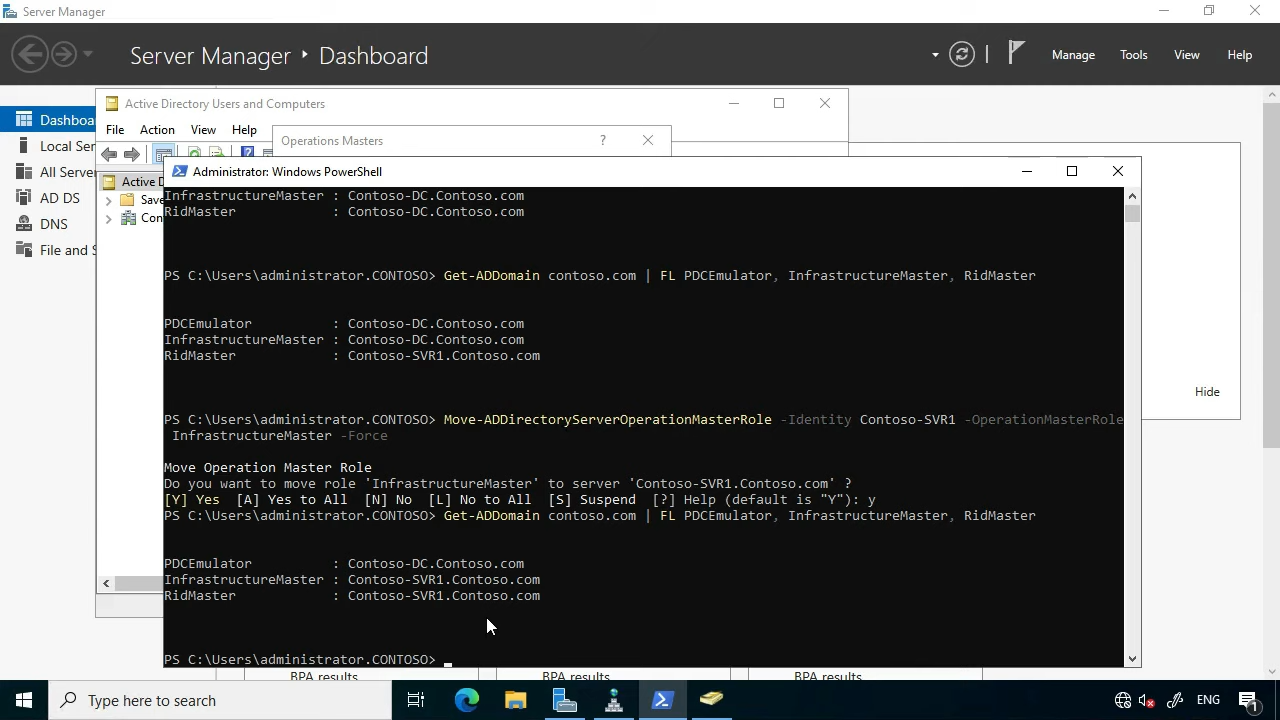 Server Manager
Server Manager ‣ Dashboard
Manage Tools View Help
Active Directory Users and Computers
File Action View Help
Operations Masters
Dashboa
Local Ser
All Serve
AD DS
DNS
File and S
Active D
Save
Con
Administrator: Windows PowerShell
InfrastructureMaster : Contoso-DC.Contoso.com
RidMaster            : Contoso-DC.Contoso.com
PS C:\Users\administrator.CONTOSO> Get-ADDomain contoso.com | FL PDCEmulator, InfrastructureMaster, RidMaster
PDCEmulator          : Contoso-DC.Contoso.com
InfrastructureMaster : Contoso-DC.Contoso.com
RidMaster            : Contoso-SVR1.Contoso.com
PS C:\Users\administrator.CONTOSO> Move-ADDirectoryServerOperationMasterRole -Identity Contoso-SVR1 -OperationMasterRole
InfrastructureMaster -Force
Move Operation Master Role
Do you want to move role 'InfrastructureMaster' to server 'Contoso-SVR1.Contoso.com' ?
[Y] Yes  [A] Yes to All  [N] No  [L] No to All  [S] Suspend  [?] Help (default is "Y"): y
PS C:\Users\administrator.CONTOSO> Get-ADDomain contoso.com | FL PDCEmulator, InfrastructureMaster, RidMaster
PDCEmulator          : Contoso-DC.Contoso.com
InfrastructureMaster : Contoso-SVR1.Contoso.com
RidMaster            : Contoso-SVR1.Contoso.com
PS C:\Users\administrator.CONTOSO>
Hide
BPA results BPA results BPA results
Type here to search
ENG
1